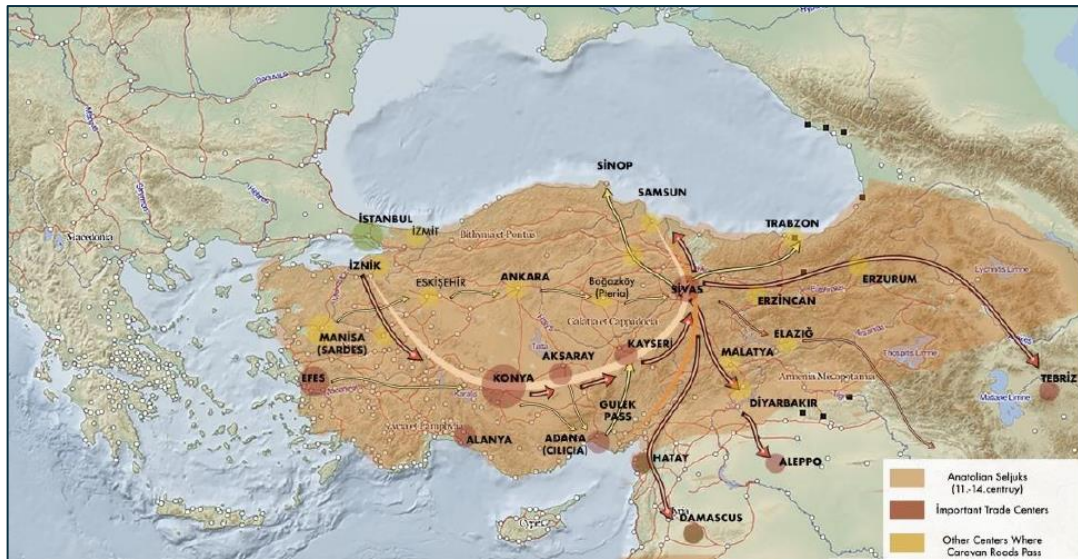 SİNOP
SAMSUN
İSTANBUL
İZMİT
Bithynia et Pontus
TRABZON
Macedonia
İZNİK
ESKİŞEHİR
ANKARA
Boğazköy
(Pteria)
SİVAS
ERZİNCAN
ERZURUM
Galatia et Cappadocia
ELAZIĞ
MANİSA
(SARDES)
KAYSERİ
AKŞARAY
MALATYA
Armenia Mesopotamia
TEBRİZ
EFES
KONYA
DİYARBAKIR
GULEK
PASS
ALANYA
ADANA
(CILICIA)
HATAY
ALEPPO
DAMASCUS
Anatolian Seljuks
(11.-14.centruy)
İmportant Trade Centers
Other Centers Where
Caravan Roads Pass